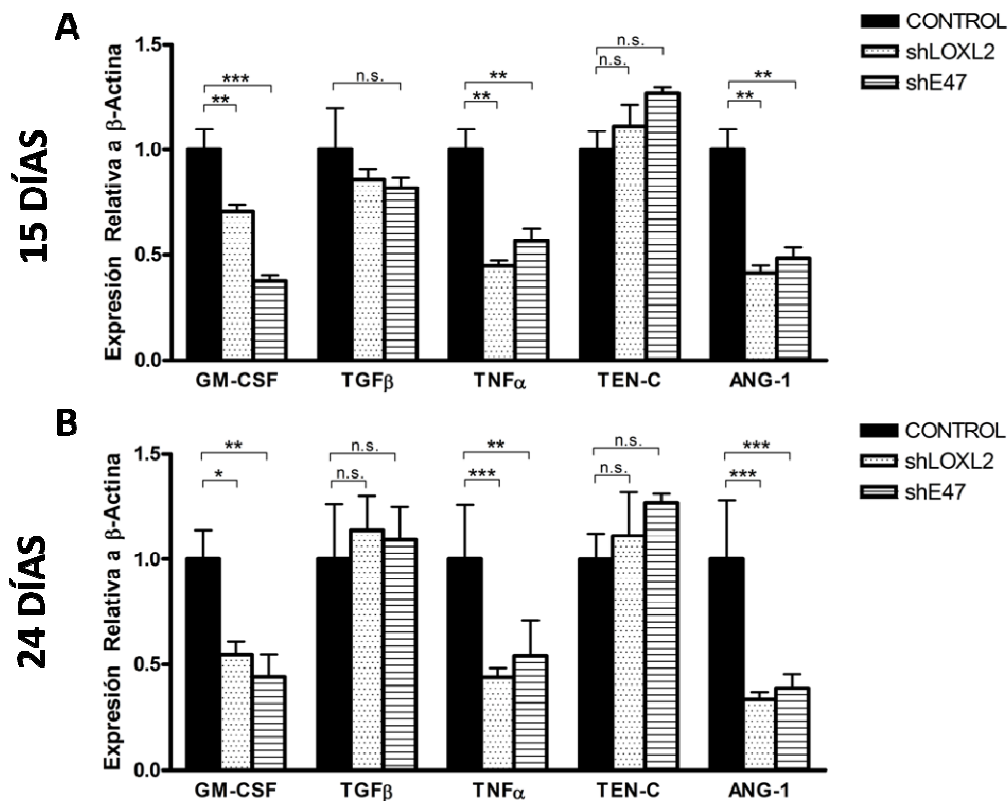 A
15 DÍAS
Expresión Relativa a β-Actina
1.5
1.0
0.5
0.0
***
**
n.s.
**
**
n.s.
n.s.
**
**
GM-CSF
TGFβ
TNFα
TEN-C
ANG-1
CONTROL
shLOXL2
shE47
B
24 DÍAS
Expresión Relativa a β-Actina
1.5
1.0
0.5
0.0
**
*
n.s.
n.s.
**
***
n.s.
n.s.
***
***
GM-CSF
TGFβ
TNFα
TEN-C
ANG-1
CONTROL
shLOXL2
shE47